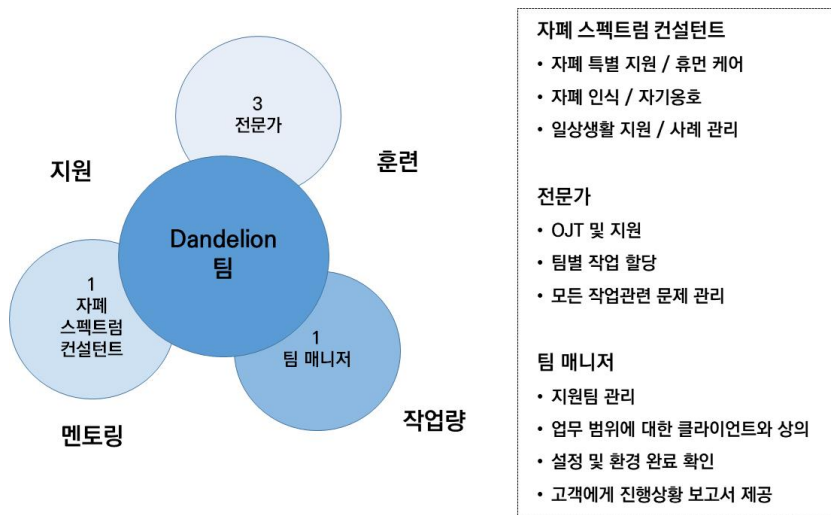 3
전문가
지원
훈련
Dandelion
팀
1
자폐
스펙트럼
컨설턴트
1
팀 매니저
멘토링
작업량
자폐 스펙트럼 컨설턴트
• 자폐 특별 지원 / 휴먼 케어
• 자폐 인식 / 자기옹호
• 일상생활 지원 / 사례 관리
전문가
• OJT 및 지원
• 팀별 작업 할당
• 모든 작업관련 문제 관리
팀 매니저
• 지원팀 관리
• 업무 범위에 대한 클라이언트와 상의
• 설정 및 환경 완료 확인
• 고객에게 진행상황 보고서 제공